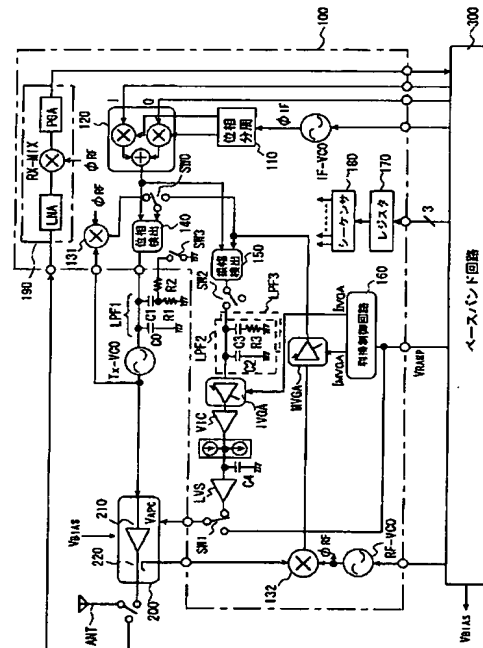 300
100
190
RX-MIX
PGA
LNA
φRF
120
I
Q
位相
分周
110
φIF
IF-VCO
φRF
131
SW0
位相
検出
140
SW3
LPF1
R2
C1
R1
C0
Tx-VCO
振幅
検出
150
SW2
LPF3
LPF2
C3
R3
C2
180
シーケンサ
170
レジスタ
3
160
利得制御回路
IIVGA
IMVGA
MVGA
IVGA
VIC
C4
LVS
SW1
VRAMP
ベースバンド回路
VBIAS
210
220
VAPC
200
ANT
132
φRF
RF-VCO
VBIAS